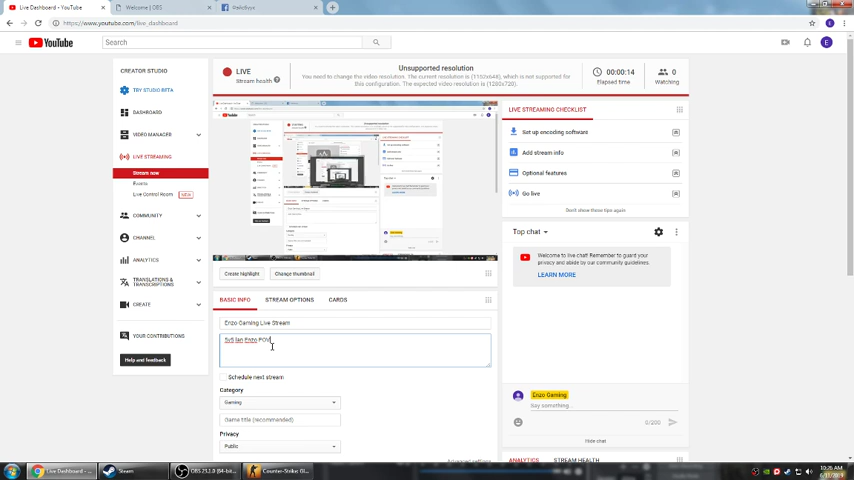 Live Dashboard - YouTube
Welcome | OBS
https://www.youtube.com/live_dashboard
YouTube
Search
E
CREATOR STUDIO
TRY STUDIO BETA
DASHBOARD
VIDEO MANAGER
LIVE STREAMING
Stream now
Events
Live Control Room NEW
COMMUNITY
CHANNEL
ANALYTICS
TRANSLATIONS & TRANSCRIPTIONS
CREATE
YOUR CONTRIBUTIONS
Help and feedback
LIVE
Stream health ?
Unsupported resolution
You need to change the video resolution. The current resolution is (1152x648), which is not supported for
this configuration. The expected video resolution is (1280x720).
00:00:14
Elapsed time
0
Watching
Create highlight
Change thumbnail
BASIC INFO
STREAM OPTIONS
CARDS
Enzo Gaming Live Stream
5v5 lan Enzo POV
Schedule next stream
Category
Gaming
Game title (recommended)
Privacy
Public
Advanced settings
LIVE STREAMING CHECKLIST
Set up encoding software
Add stream info
Optional features
Go live
Don't show these tips again
Top chat
Welcome to live chat! Remember to guard your
privacy and abide by our community guidelines.
LEARN MORE
Enzo Gaming
Say something...
0/200
Hide chat
ANALYTICS
STREAM HEALTH
Live Dashboard - ...
Steam
OBS 23.1.0 (64-bit...
Counter-Strike: Gl...
10:35 AM